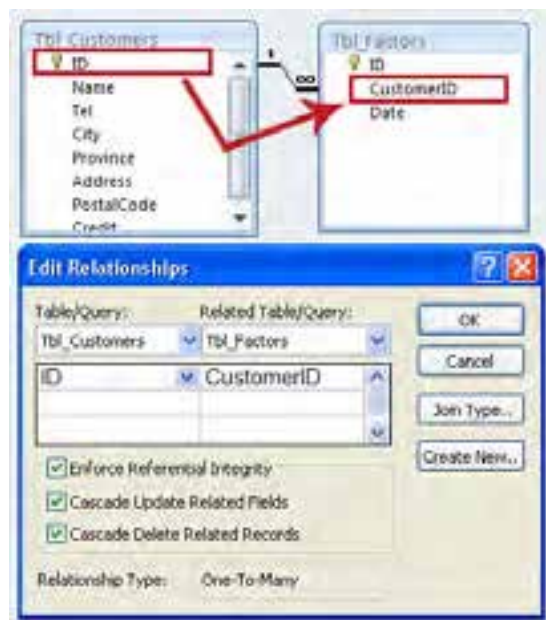 Tbl_Customers
ID
Name
Tel
City
Province
Address
PostalCode
Credit
1
∞
Tbl_Factors
ID
CustomerID
Date
Edit Relationships
?
Table/Query:
Related Table/Query:
Tbl_Customers
Tbl_Factors
ID
CustomerID
Enforce Referential Integrity
Cascade Update Related Fields
Cascade Delete Related Records
Relationship Type:
One-To-Many
OK
Cancel
Join Type..
Create New..